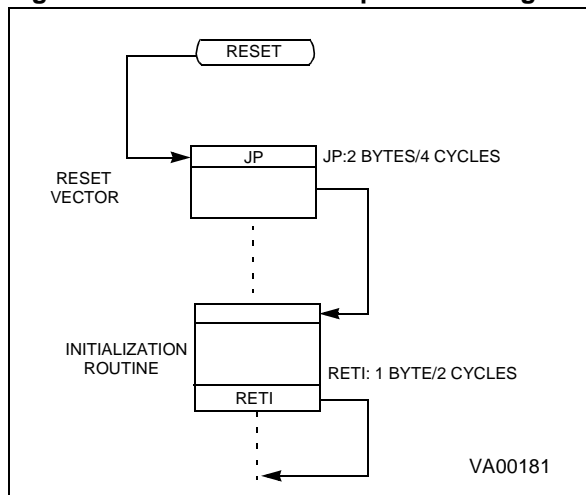 RESET
JP
JP:2 BYTES/4 CYCLES
RESET
VECTOR
INITIALIZATION
ROUTINE
RETI: 1 BYTE/2 CYCLES
RETI
VA00181